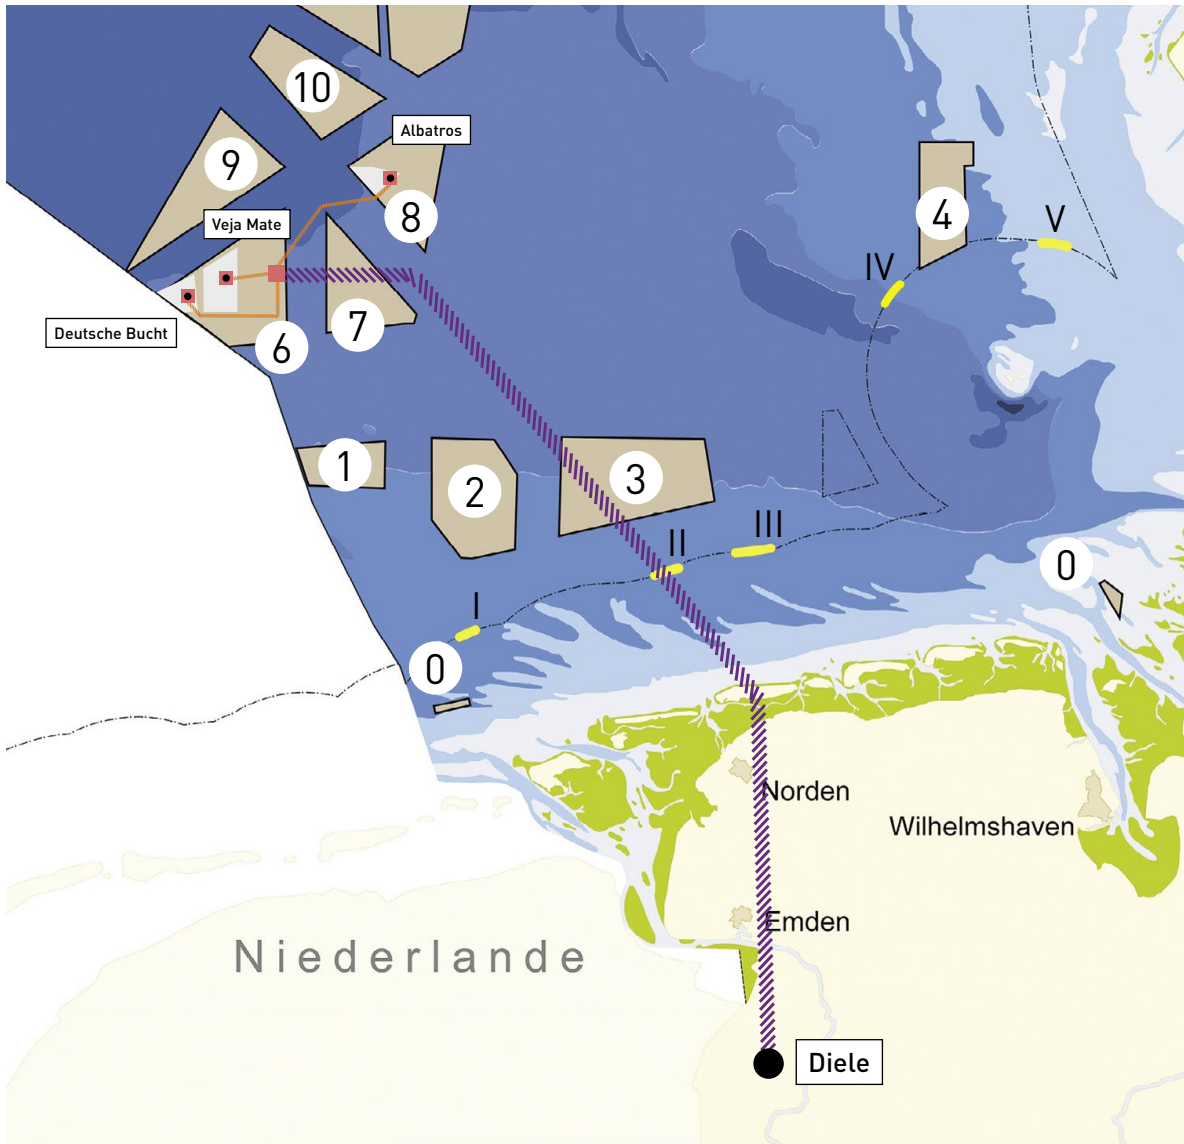 10
Albatros
9
8
4
V
Veja Mate
IV
7
Deutsche Bucht
6
1
2
3
II
III
0
I
0
Norden
Wilhelmshaven
Emden
Niederlande
Diele